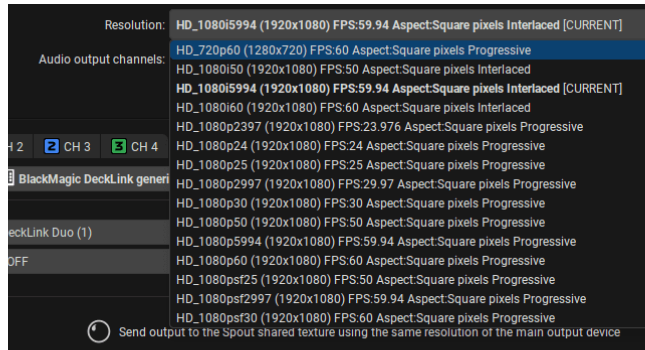 Resolution: HD_1080i5994 (1920x1080) FPS:59.94 Aspect:Square pixels Interlaced [CURRENT]
HD_720p60 (1280x720) FPS:60 Aspect:Square pixels Progressive
Audio output channels:
HD_1080i50 (1920x1080) FPS:50 Aspect:Square pixels Interlaced
HD_1080i5994 (1920x1080) FPS:59.94 Aspect:Square pixels Interlaced [CURRENT]
HD_1080i60 (1920x1080) FPS:60 Aspect:Square pixels Interlaced
HD_1080p2397 (1920x1080) FPS:23.976 Aspect:Square pixels Progressive
H 2 2 CH 3 3 CH 4
HD_1080p24 (1920x1080) FPS:24 Aspect:Square pixels Progressive
HD_1080p25 (1920x1080) FPS:25 Aspect:Square pixels Progressive
BlackMagic DeckLink generi
HD_1080p2997 (1920x1080) FPS:29.97 Aspect:Square pixels Progressive
HD_1080p30 (1920x1080) FPS:30 Aspect:Square pixels Progressive
HD_1080p50 (1920x1080) FPS:50 Aspect:Square pixels Progressive
eckLink Duo (1)
HD_1080p5994 (1920x1080) FPS:59.94 Aspect:Square pixels Progressive
OFF
HD_1080p60 (1920x1080) FPS:60 Aspect:Square pixels Progressive
HD_1080psf25 (1920x1080) FPS:50 Aspect:Square pixels Progressive
HD_1080psf2997 (1920x1080) FPS:59.94 Aspect:Square pixels Progressive
HD_1080psf30 (1920x1080) FPS:60 Aspect:Square pixels Progressive
Send output to the Spout shared texture using the same resolution of the main output device